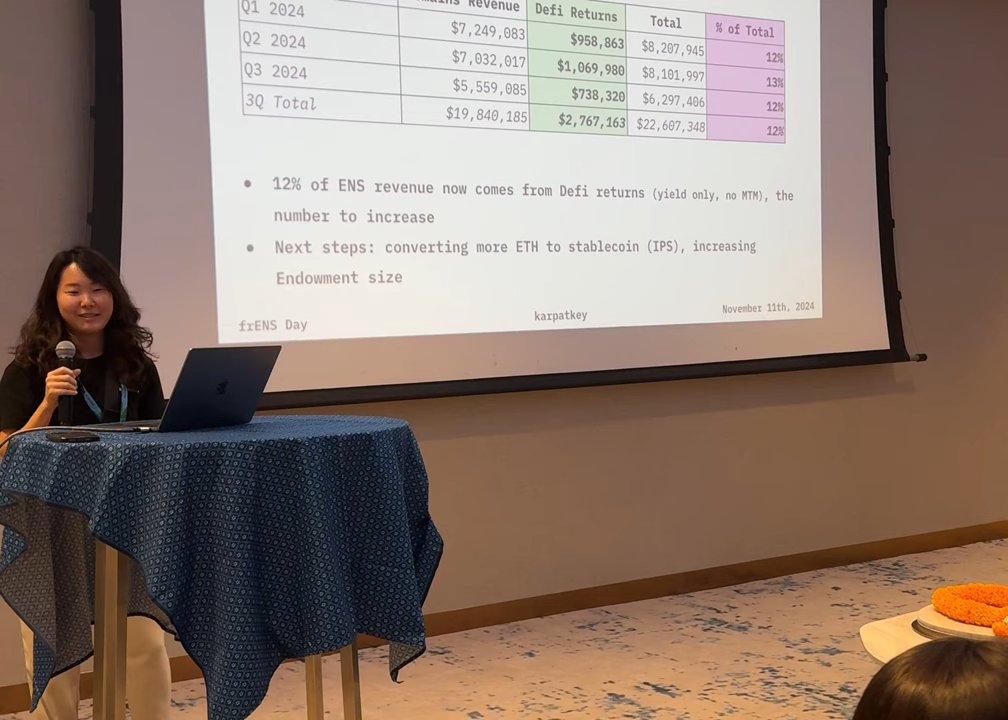 Revenue Defi Returns Total % of Total
Q1 2024 $7,249,083 $958,863 $8,207,945 12%
Q2 2024 $7,032,017 $1,069,980 $8,101,997 13%
Q3 2024 $5,559,085 $738,320 $6,297,406 12%
3Q Total $19,840,185 $2,767,163 $22,607,348 12%
• 12% of ENS revenue now comes from Defi returns (yield only, no MTM), the
number to increase
• Next steps: converting more ETH to stablecoin (IPS), increasing
Endowment size
frENS Day karpatkey November 11th, 2024